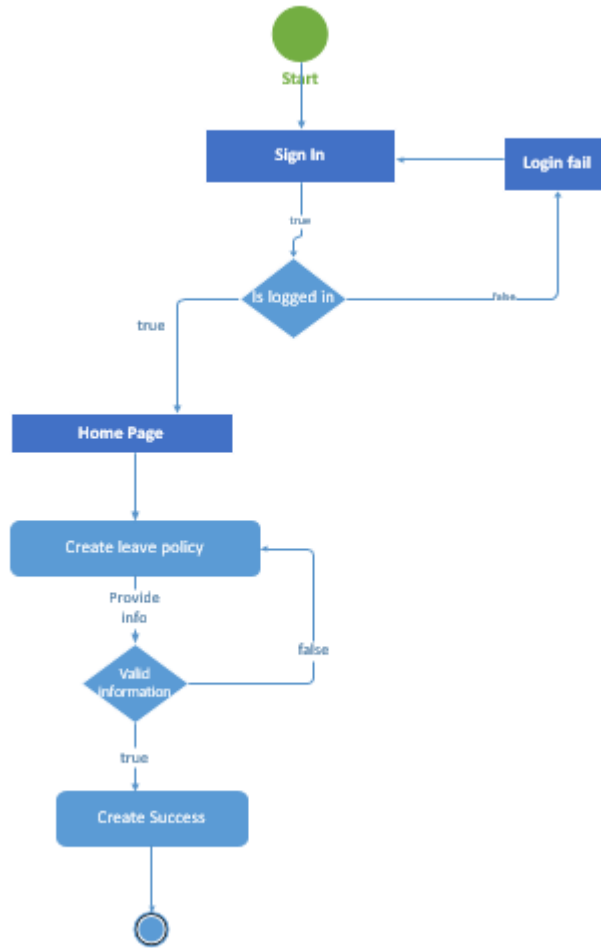 Start
Sign In
Login fail
true
Is logged in
false
true
Home Page
Create leave policy
Provide
info
false
Valid
information
true
Create Success